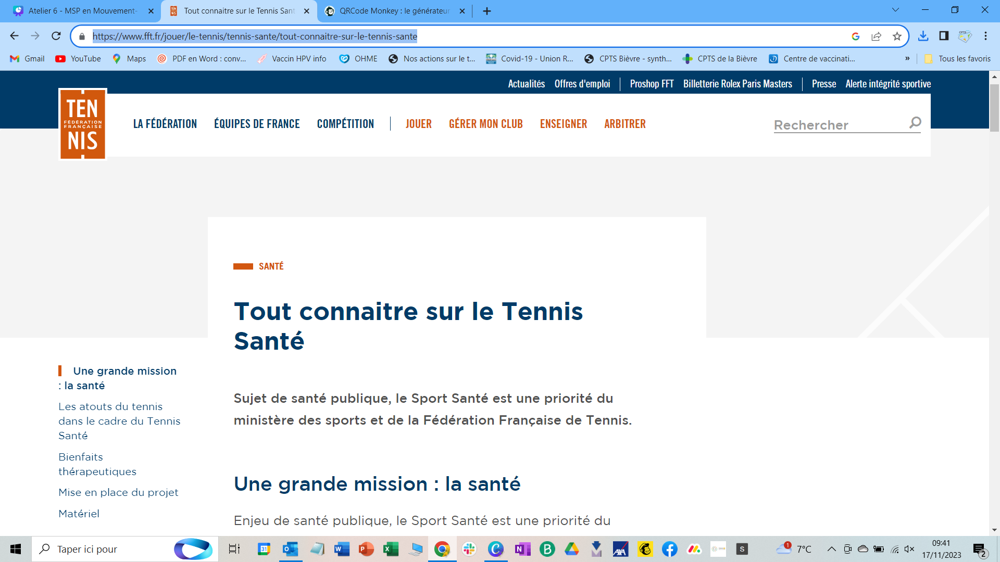 Atelier 6 - MSP en Mouvement-
Tout connaitre sur le Tennis Sant
QRCode Monkey : le générateur
https://www.fft.fr/jouer/le-tennis/tennis-sante/tout-connaitre-sur-le-tennis-sante
Gmail YouTube Maps PDF en Word : conv... Vaccin HPV info OHME Nos actions sur le t... Covid-19 - Union R... CPTS Bièvre - synth... CPTS de la Bièvre Centre de vaccinati... » Tous les favoris
Actualités Offres d'emploi Proshop FFT Billetterie Rolex Paris Masters Presse Alerte intégrité sportive
TEN
FÉDÉRATION
FRANÇAISE
NIS
LA FÉDÉRATION ÉQUIPES DE FRANCE COMPÉTITION JOUER GÉRER MON CLUB ENSEIGNER ARBITRER
Rechercher
SANTÉ
Tout connaitre sur le Tennis
Santé
Une grande mission
: la santé
Les atouts du tennis
dans le cadre du Tennis
Santé
Bienfaits
thérapeutiques
Mise en place du projet
Matériel
Sujet de santé publique, le Sport Santé est une priorité du
ministère des sports et de la Fédération Française de Tennis.
Une grande mission : la santé
Enjeu de santé publique, le Sport Santé est une priorité du
Taper ici pour
31
AXA
S
1
7°C
09:41
17/11/2023
2